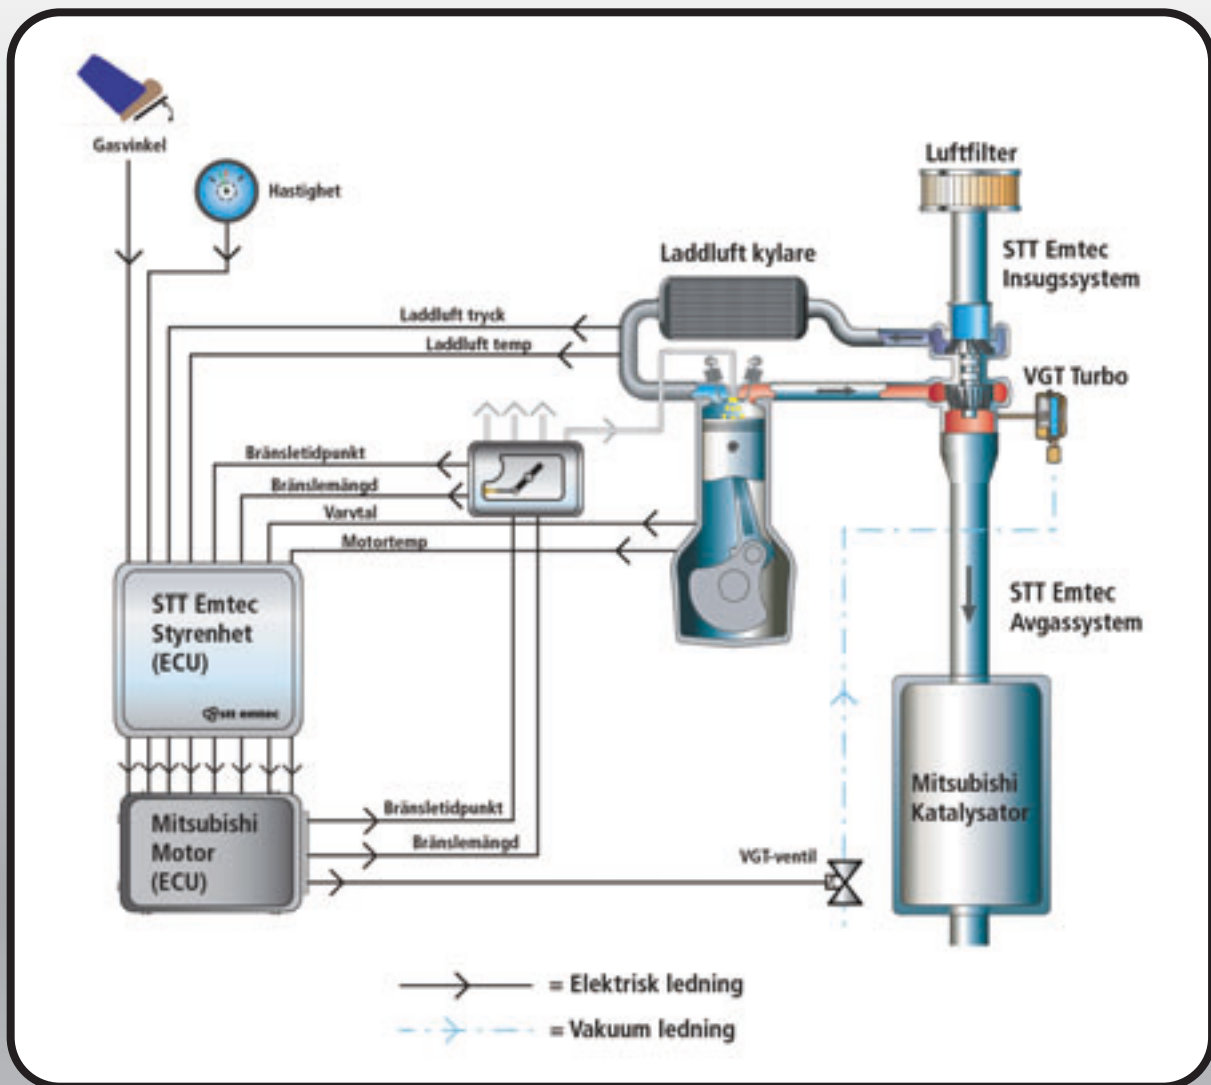 Gasvinkel
Hastighet
Luftfilter
STT Emtec
Insugssystem
Laddluft kylare
Laddluft tryck
Laddluft temp
VGT Turbo
Bränsletidpunkt
Bränslemängd
Varvtal
Motortemp
STT Emtec
Styrenhet
(ECU)
stt emtec
STT Emtec
Avgassystem
Mitsubishi
Katalysator
Mitsubishi
Motor
(ECU)
Bränsletidpunkt
Bränslemängd
VGT-ventil
= Elektrisk ledning
= Vakuum ledning